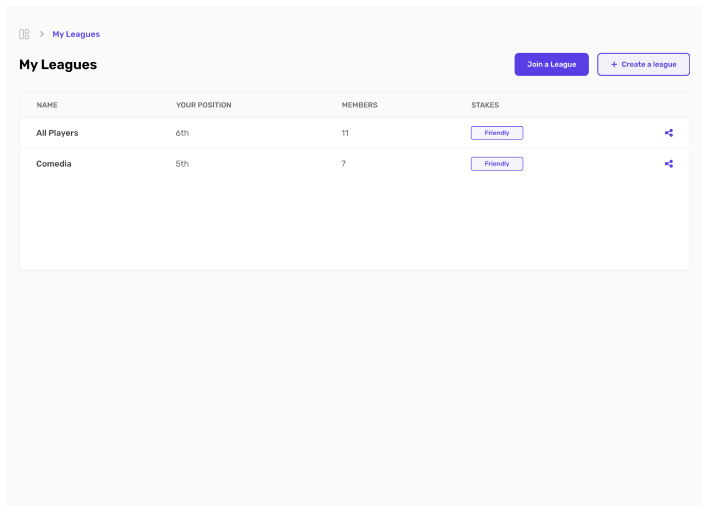 My Leagues
My Leagues
Join a League
+ Create a league
NAME YOUR POSITION MEMBERS STAKES
All Players 6th 11 Friendly
Comedia 5th 7 Friendly